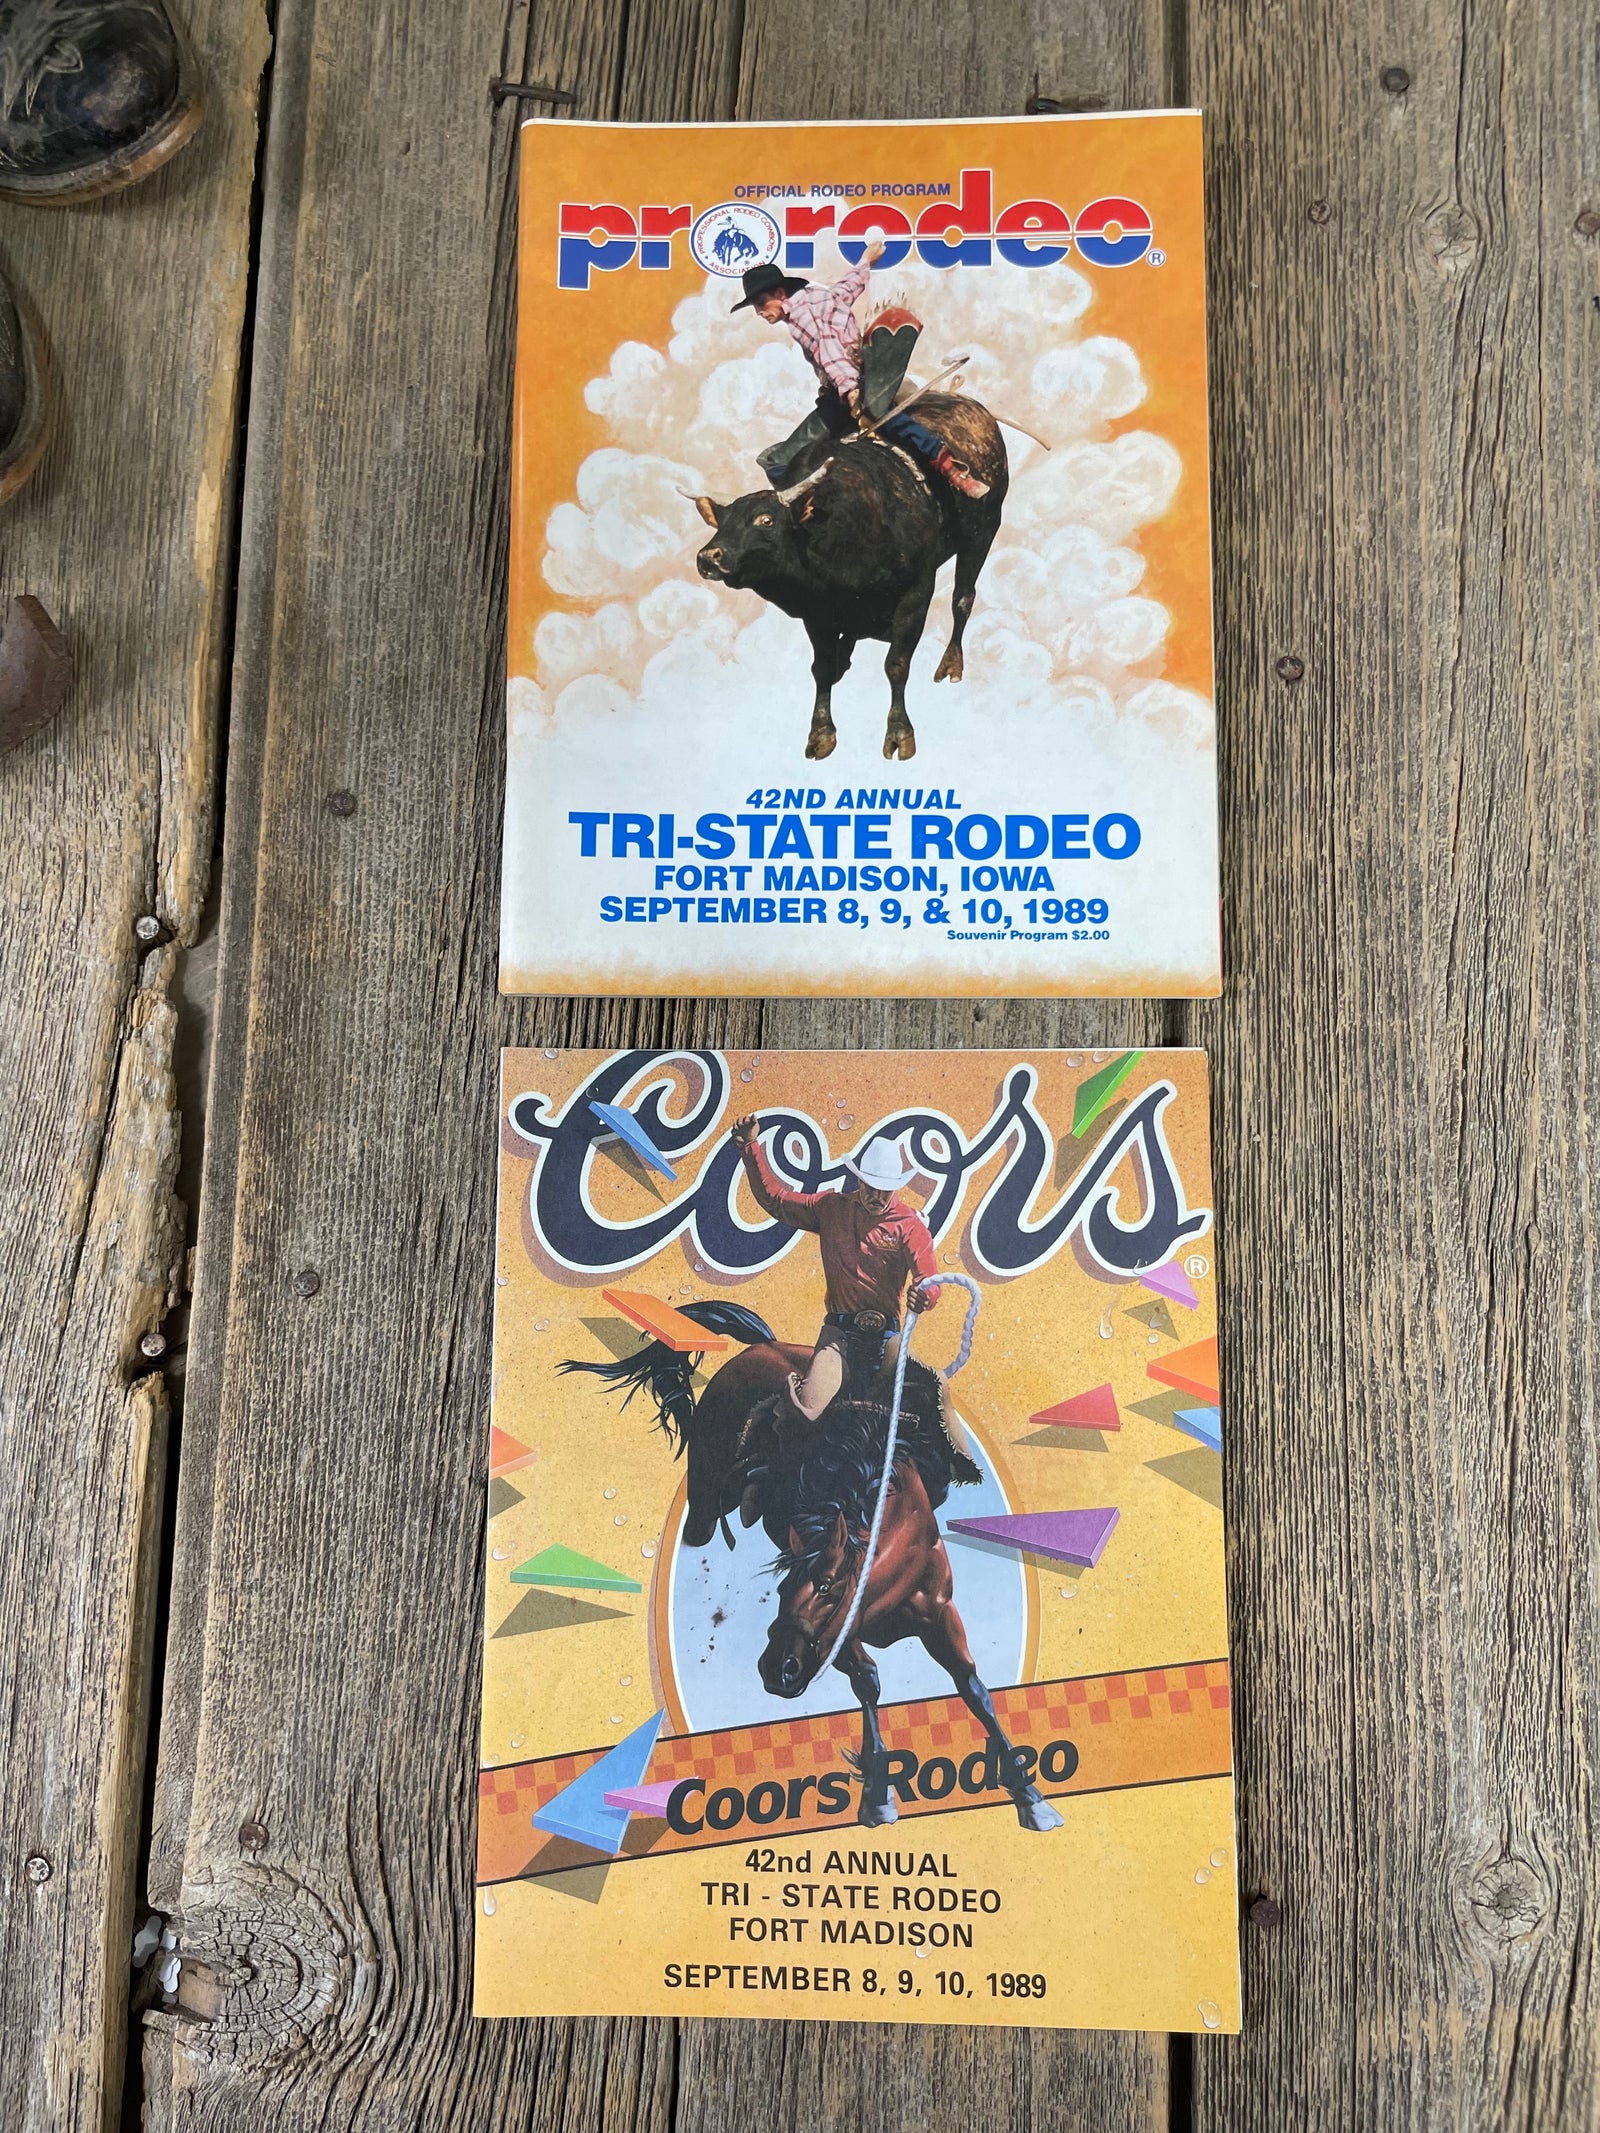 OFFICIAL RODEO PROGRAM
prorodeo®
PROFESSIONAL RODEO COWBOYS ASSOCIATION
42ND ANNUAL
TRI-STATE RODEO
FORT MADISON, IOWA
SEPTEMBER 8, 9, & 10, 1989
Souvenir Program $2.00
Coors®
Coors Rodeo
42nd ANNUAL
TRI - STATE RODEO
FORT MADISON
SEPTEMBER 8, 9, 10, 1989